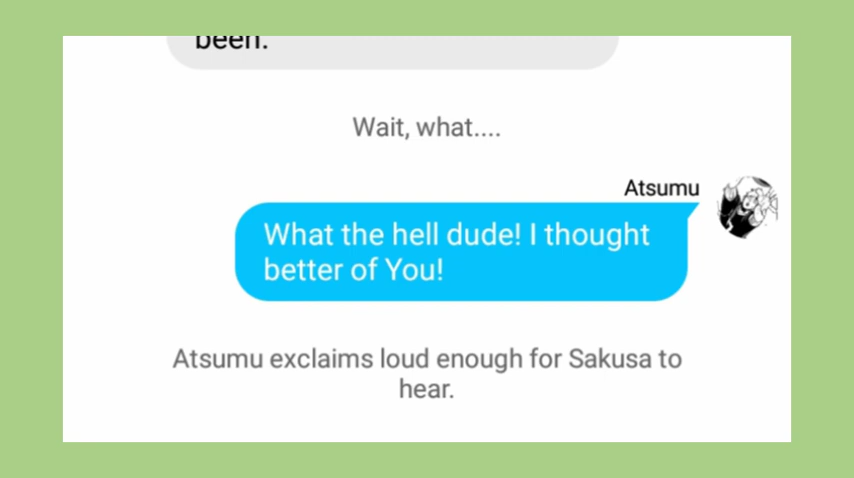 been.
Wait, what....
Atsumu
What the hell dude! I thought
better of You!
Atsumu exclaims loud enough for Sakusa to
hear.